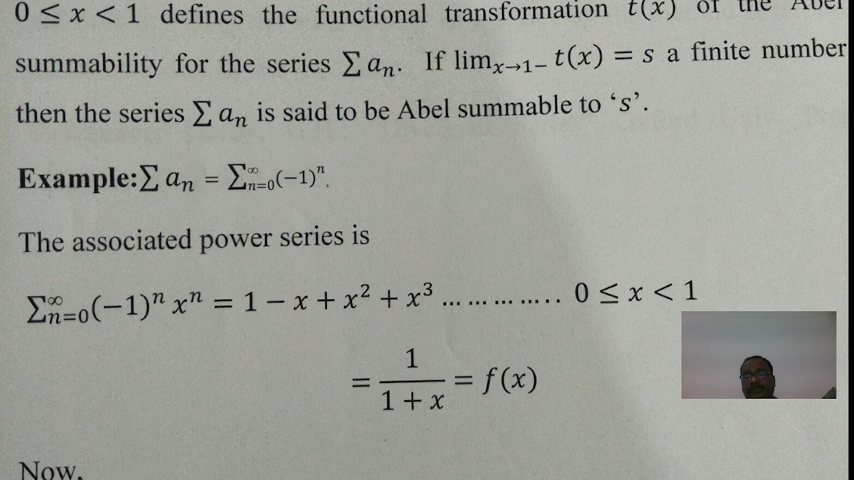 0 ≤ x < 1 defines the functional transformation t(x) of the Abel
summability for the series ∑ aₙ. If limₓ→₁₋ t(x) = s a finite number
then the series ∑ aₙ is said to be Abel summable to ‘s’.
Example:∑ aₙ = ∑_{n=0}^{∞}(−1)ⁿ.
The associated power series is
∑_{n=0}^{∞}(−1)ⁿ xⁿ = 1 − x + x² + x³ … … … ….. 0 ≤ x < 1
= 1/(1 + x) = f(x)
Now,